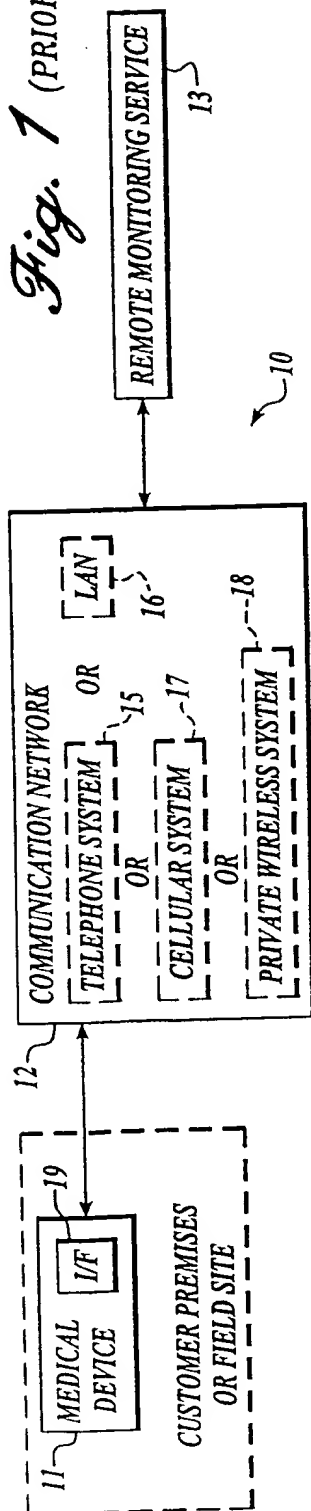 Fig. 1 (PRIOR
11
MEDICAL
DEVICE
I/F
19
CUSTOMER PREMISES
OR FIELD SITE
12
COMMUNICATION NETWORK
TELEPHONE SYSTEM
15
OR
LAN
16
OR
CELLULAR SYSTEM
17
OR
PRIVATE WIRELESS SYSTEM
18
REMOTE MONITORING SERVICE
13
10